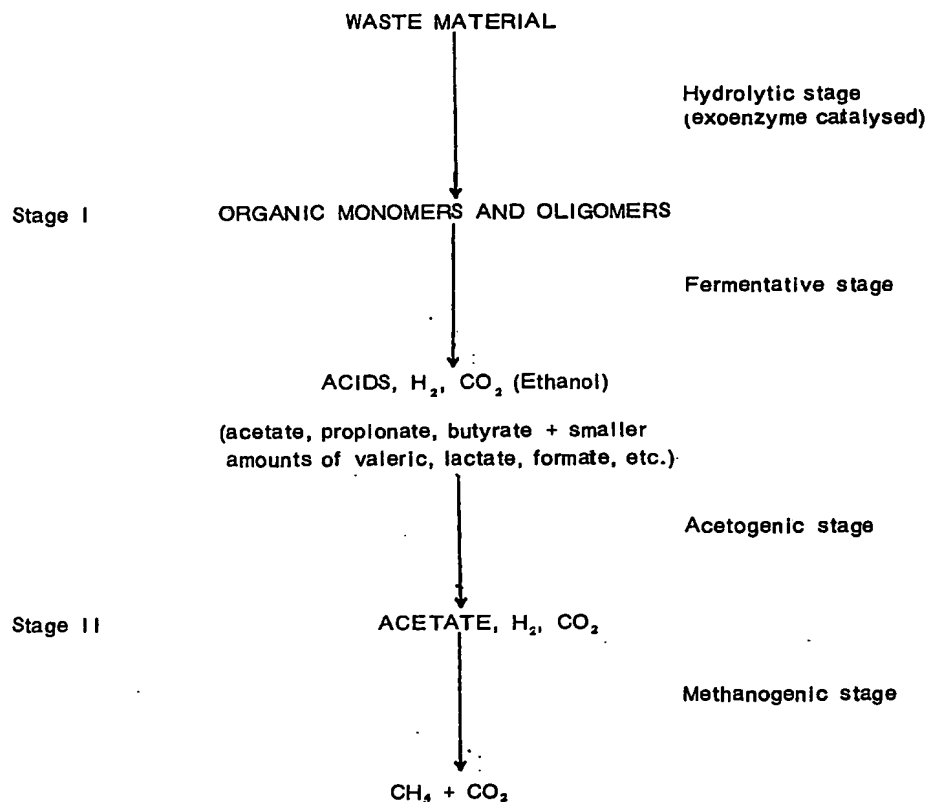 WASTE MATERIAL
Hydrolytic stage
(exoenzyme catalysed)
Stage I
ORGANIC MONOMERS AND OLIGOMERS
Fermentative stage
ACIDS, H₂, CO₂ (Ethanol)
(acetate, propionate, butyrate + smaller
amounts of valeric, lactate, formate, etc.)
Acetogenic stage
Stage II
ACETATE, H₂, CO₂
Methanogenic stage
CH₄ + CO₂